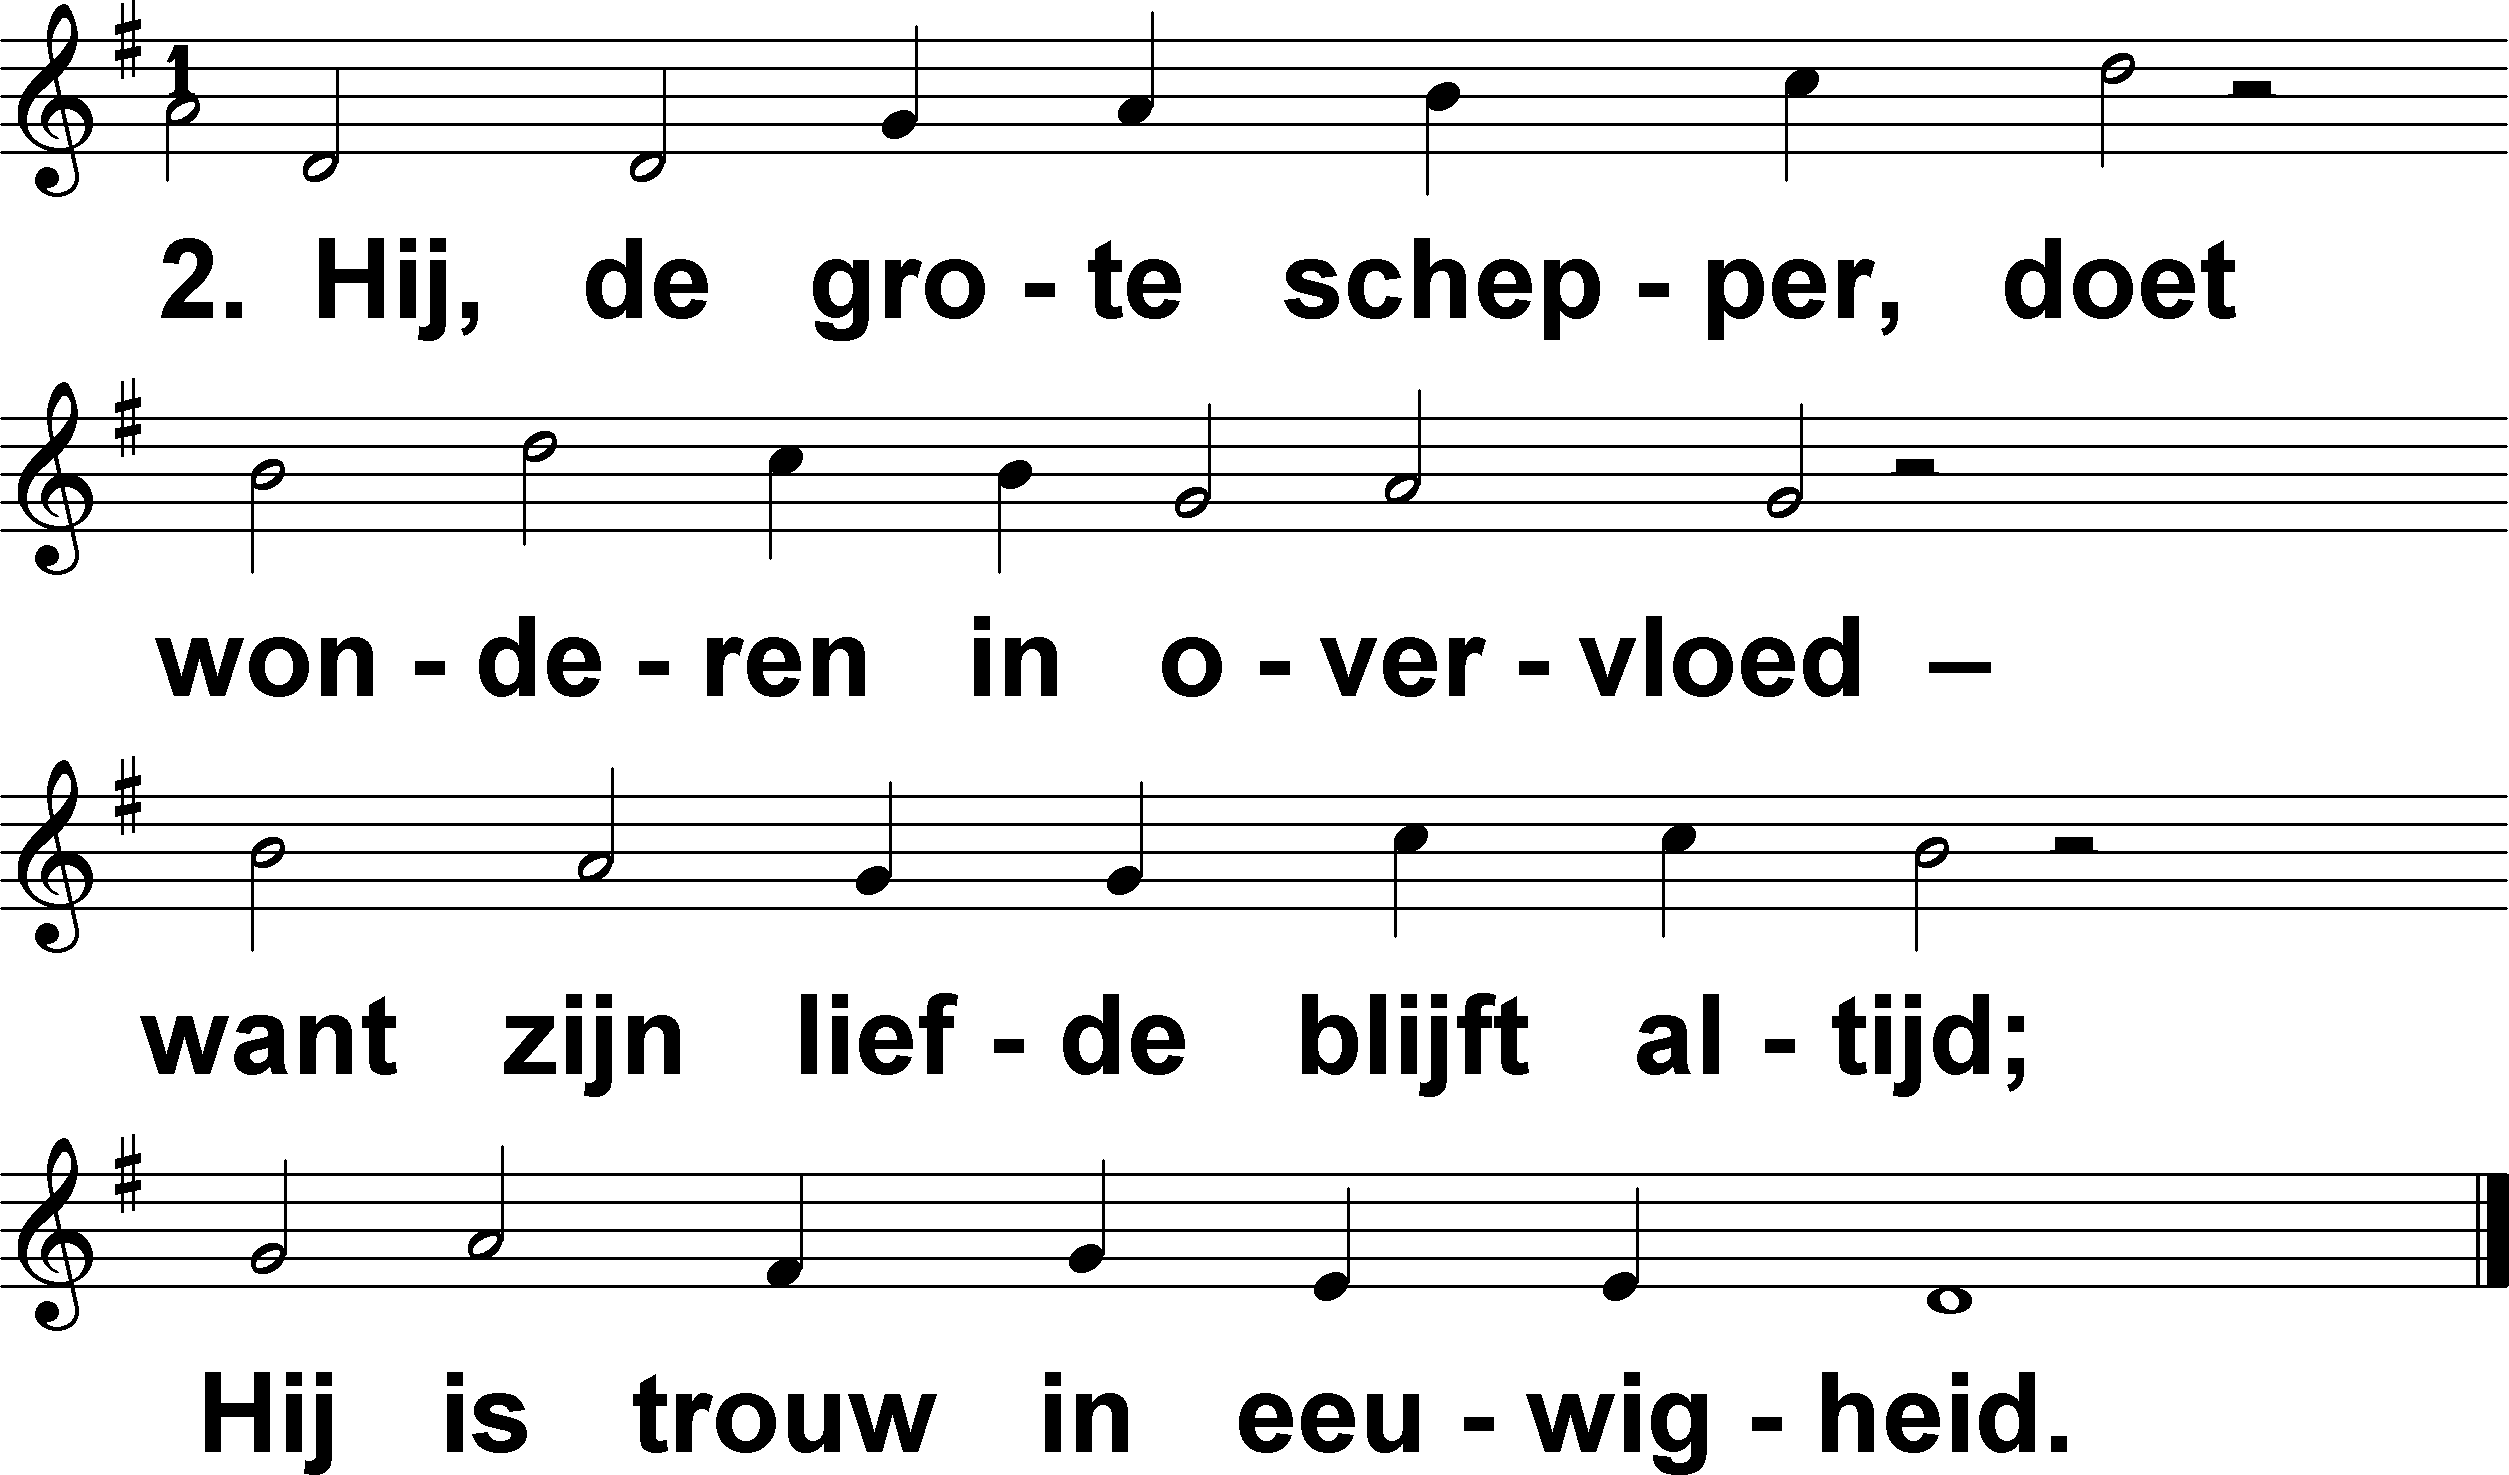 1
2. Hij, de gro - te schep - per, doet
won - de - ren in o - ver - vloed –
want zijn lief - de blijft al - tijd;
Hij is trouw in eeu - wig - heid.